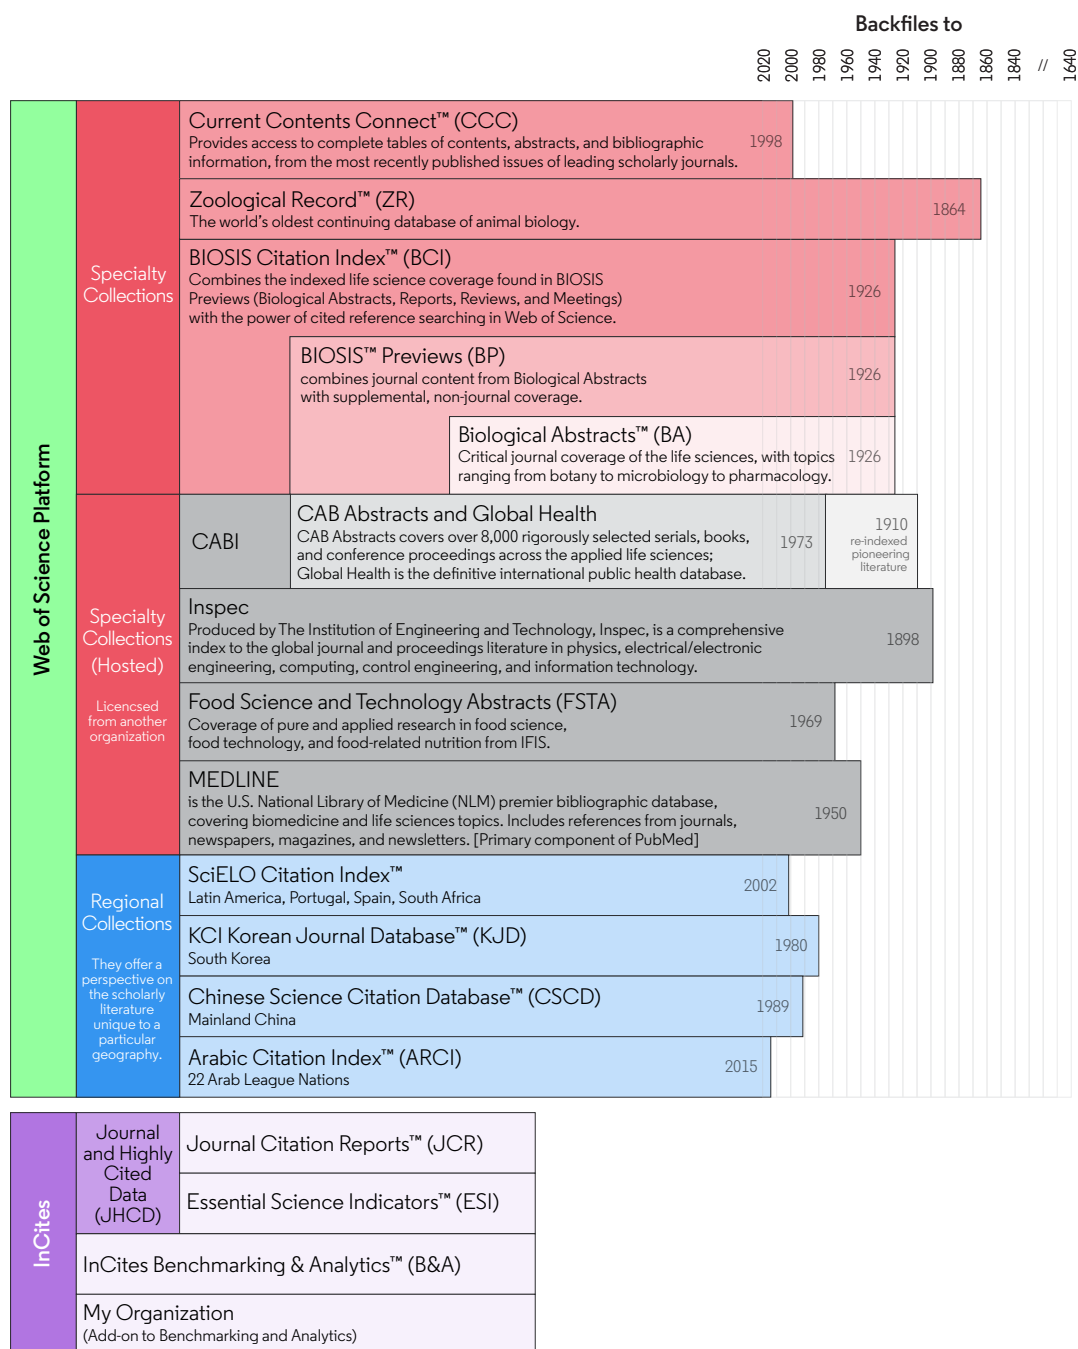 Backfiles to
2020 2000 1980 1960 1940 1920 1900 1880 1860 1840 // 1640
Web of Science Platform
Specialty
Collections
Current Contents Connect™ (CCC)
Provides access to complete tables of contents, abstracts, and bibliographic
information, from the most recently published issues of leading scholarly journals.
1998
Zoological Record™ (ZR)
The world's oldest continuing database of animal biology.
1864
BIOSIS Citation Index™ (BCI)
Combines the indexed life science coverage found in BIOSIS
Previews (Biological Abstracts, Reports, Reviews, and Meetings)
with the power of cited reference searching in Web of Science.
1926
BIOSIS™ Previews (BP)
combines journal content from Biological Abstracts
with supplemental, non-journal coverage.
1926
Biological Abstracts™ (BA)
Critical journal coverage of the life sciences, with topics
ranging from botany to microbiology to pharmacology.
1926
Specialty
Collections
(Hosted)
Licencsed
from another
organization
CABI
CAB Abstracts and Global Health
CAB Abstracts covers over 8,000 rigorously selected serials, books,
and conference proceedings across the applied life sciences;
Global Health is the definitive international public health database.
1973
1910
re-indexed
pioneering
literature
Inspec
Produced by The Institution of Engineering and Technology, Inspec, is a comprehensive
index to the global journal and proceedings literature in physics, electrical/electronic
engineering, computing, control engineering, and information technology.
1898
Food Science and Technology Abstracts (FSTA)
Coverage of pure and applied research in food science,
food technology, and food-related nutrition from IFIS.
1969
MEDLINE
is the U.S. National Library of Medicine (NLM) premier bibliographic database,
covering biomedicine and life sciences topics. Includes references from journals,
newspapers, magazines, and newsletters. [Primary component of PubMed]
1950
Regional
Collections
They offer a
perspective on
the scholarly
literature
unique to a
particular
geography.
SciELO Citation Index™
Latin America, Portugal, Spain, South Africa
2002
KCI Korean Journal Database™ (KJD)
South Korea
1980
Chinese Science Citation Database™ (CSCD)
Mainland China
1989
Arabic Citation Index™ (ARCI)
22 Arab League Nations
2015
InCites
Journal
and Highly
Cited
Data
(JHCD)
Journal Citation Reports™ (JCR)
Essential Science Indicators™ (ESI)
InCites Benchmarking & Analytics™ (B&A)
My Organization
(Add-on to Benchmarking and Analytics)